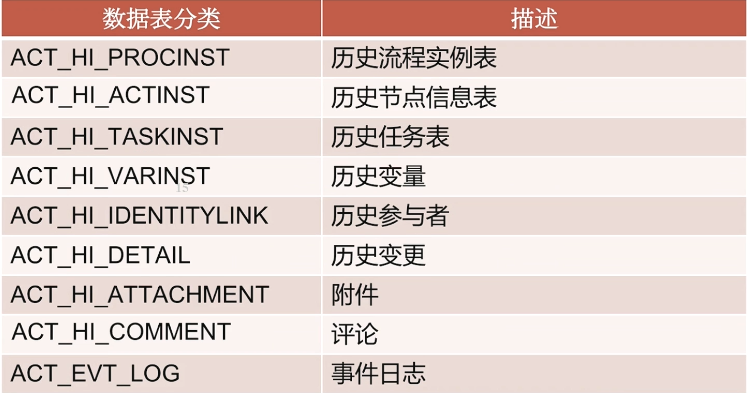 数据表分类 描述
ACT_HI_PROCINST 历史流程实例表
ACT_HI_ACTINST 历史节点信息表
ACT_HI_TASKINST 历史任务表
ACT_HI_VARINST 历史变量
15
ACT_HI_IDENTITYLINK 历史参与者
ACT_HI_DETAIL 历史变更
ACT_HI_ATTACHMENT 附件
ACT_HI_COMMENT 评论
ACT_EVT_LOG 事件日志